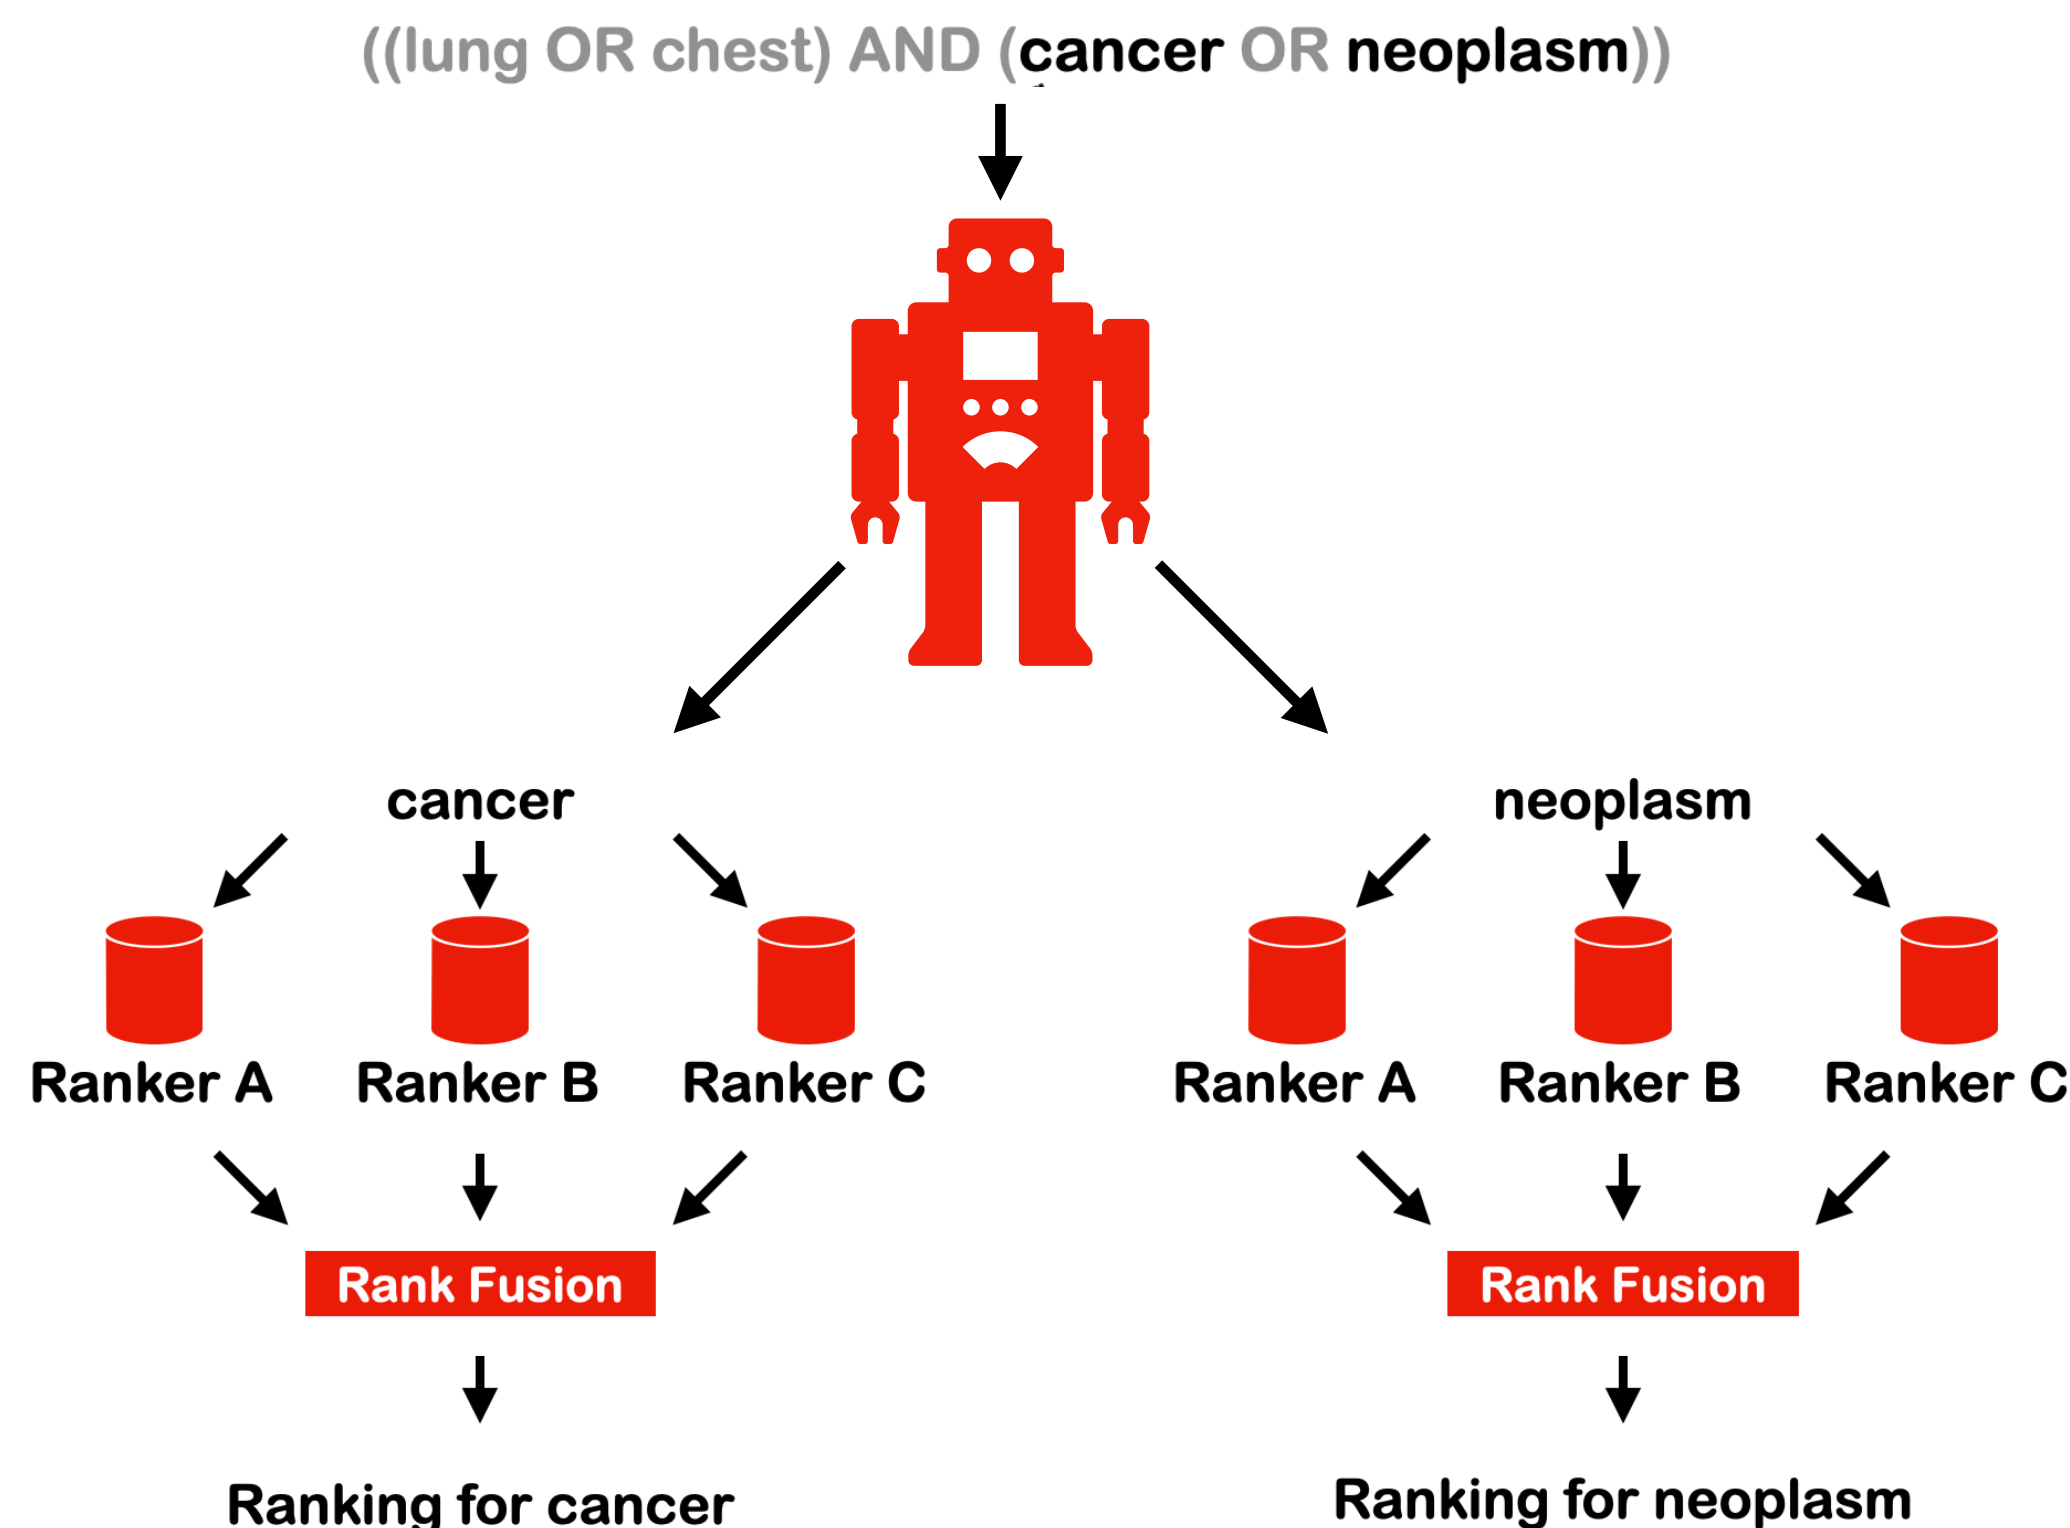 ((lung OR chest) AND (cancer OR neoplasm))
cancer
neoplasm
Ranker A
Ranker B
Ranker C
Ranker A
Ranker B
Ranker C
Rank Fusion
Rank Fusion
Ranking for cancer
Ranking for neoplasm